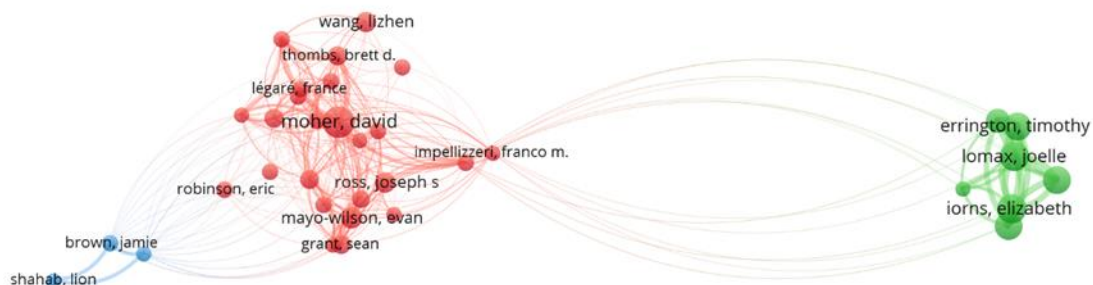 wang, lizhen
thombs, brett d.
légaré, france
moher, david
impellizzeri, franco m.
ross, joseph s
robinson, eric
mayo-wilson, evan
grant, sean
brown, jamie
shahab, lion
errington, timothy
lomax, joelle
iorns, elizabeth